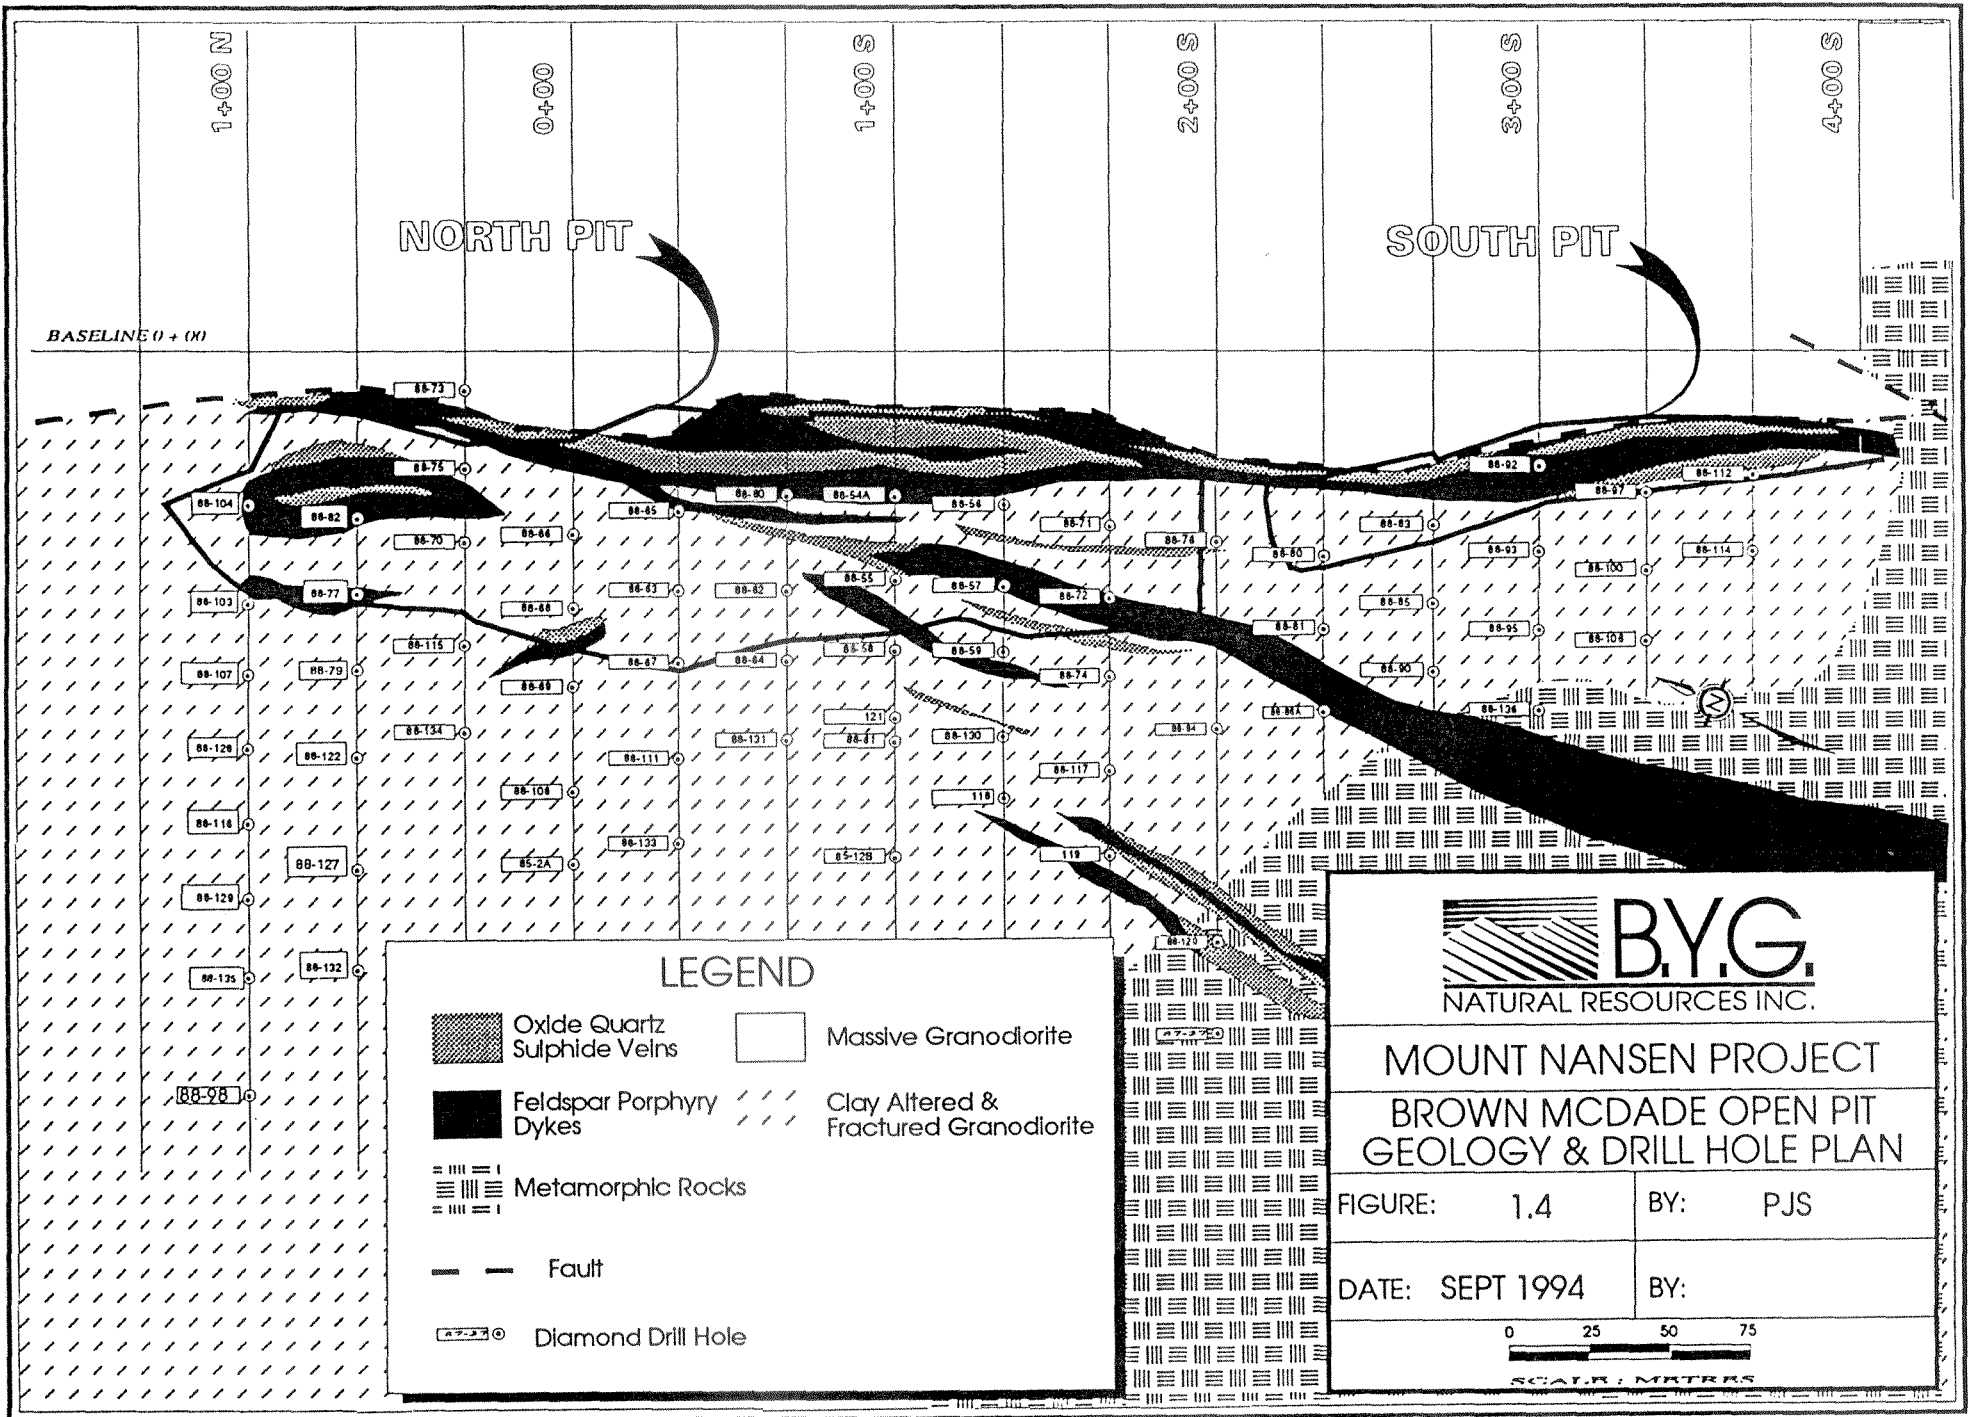 1+00 N
0+00
1+00 S
2+00 S
3+00 S
4+00 S
NORTH PIT
SOUTH PIT
BASELINE 0 + 00
88-73
88-75
88-92
88-112
88-104
88-82
88-80
88-54A
88-56
88-97
88-65
88-71
88-83
88-70
88-66
88-78
88-60
88-93
88-114
88-100
88-77
88-63
88-62
88-55
88-57
88-72
88-103
88-68
88-85
88-61
88-95
88-115
88-58
88-59
88-107
88-79
88-67
88-64
88-74
88-90
88-69
121
88-136
88-134
88-131
88-81
88-130
88-122
88-111
88-117
118
88-116
88-133
85-12B
119
88-127
85-2A
88-129
88-120
88-135
88-132
88-98
N
LEGEND
Oxide Quartz
Sulphide Veins
Massive Granodiorite
Feldspar Porphyry
Dykes
Clay Altered &
Fractured Granodiorite
Metamorphic Rocks
Fault
Diamond Drill Hole
B.Y.G.
NATURAL RESOURCES INC.
MOUNT NANSEN PROJECT
BROWN MCDADE OPEN PIT
GEOLOGY & DRILL HOLE PLAN
FIGURE: 1.4 BY: PJS
DATE: SEPT 1994 BY:
0 25 50 75
SCALE : METRES